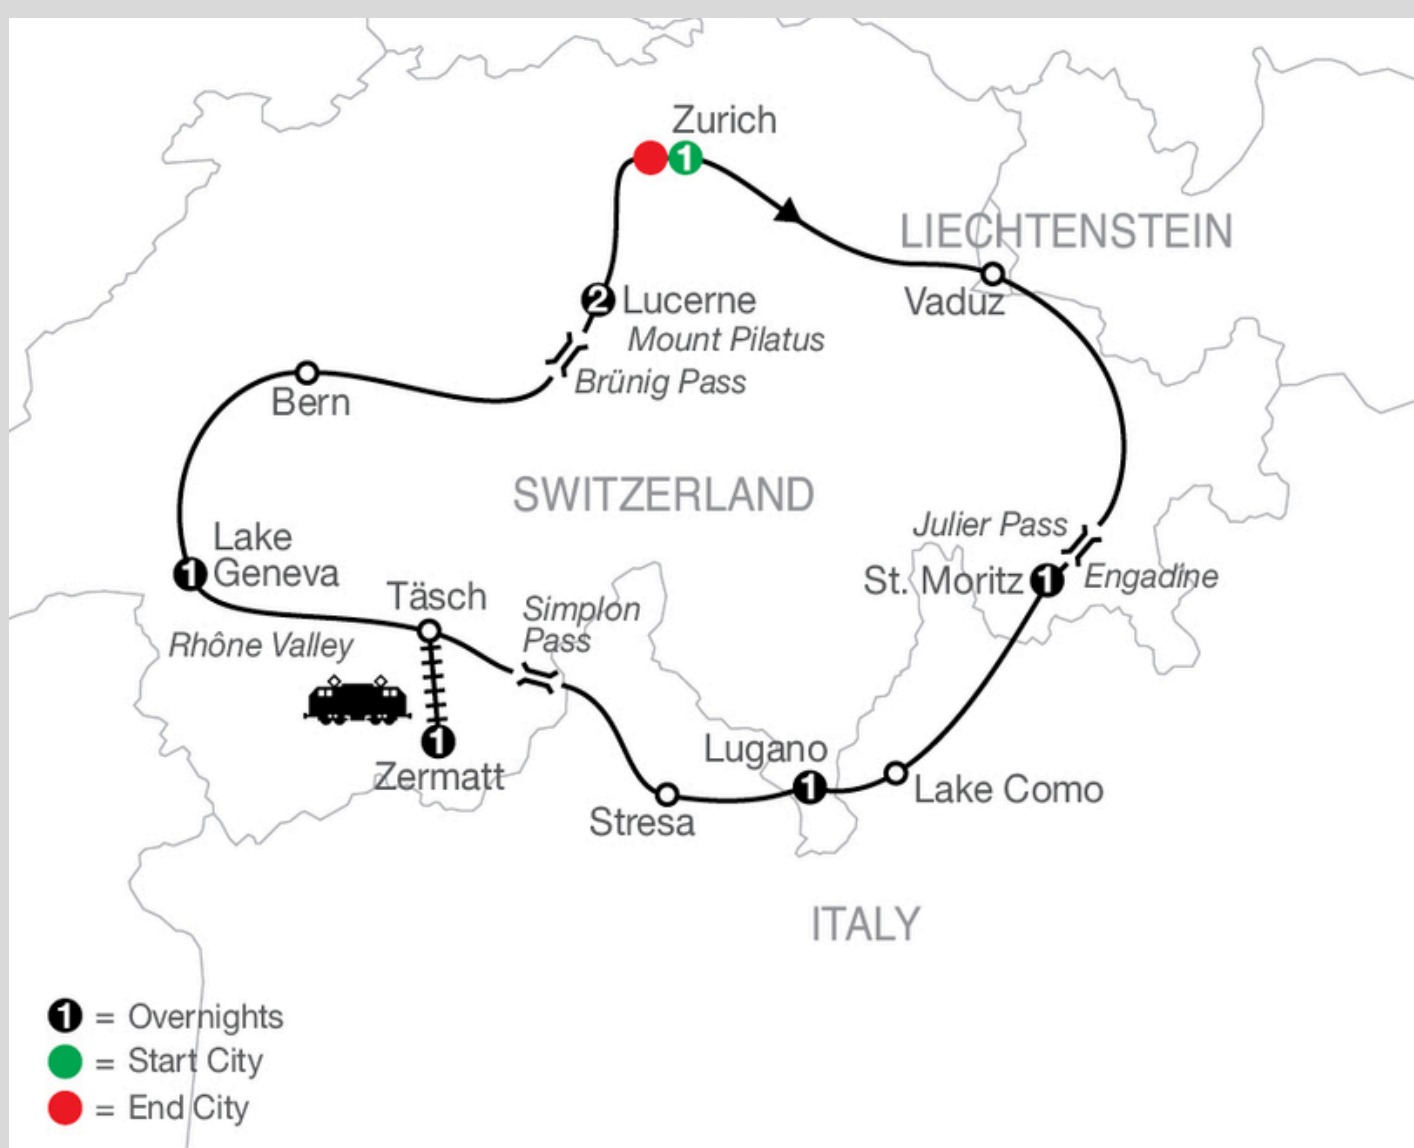 Zurich
1
LIECHTENSTEIN
Vaduz
2 Lucerne
Mount Pilatus
Brünig Pass
Bern
SWITZERLAND
Julier Pass
St. Moritz 1 Engadine
Lake
1 Geneva
Täsch
Simplon
Pass
Rhône Valley
1
Zermatt
Lugano
1
Lake Como
Stresa
ITALY
1 = Overnights
= Start City
= End City